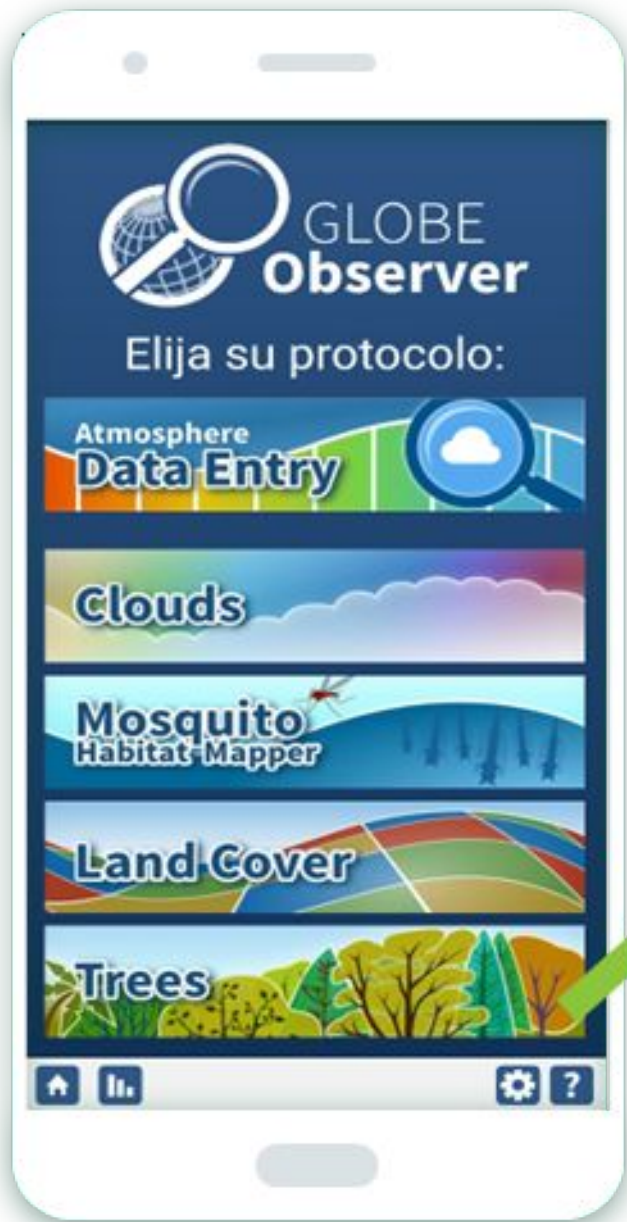 GLOBE
Observer
Elija su protocolo:
Atmosphere
Data Entry
Clouds
Mosquito
Habitat Mapper
Land Cover
Trees
?